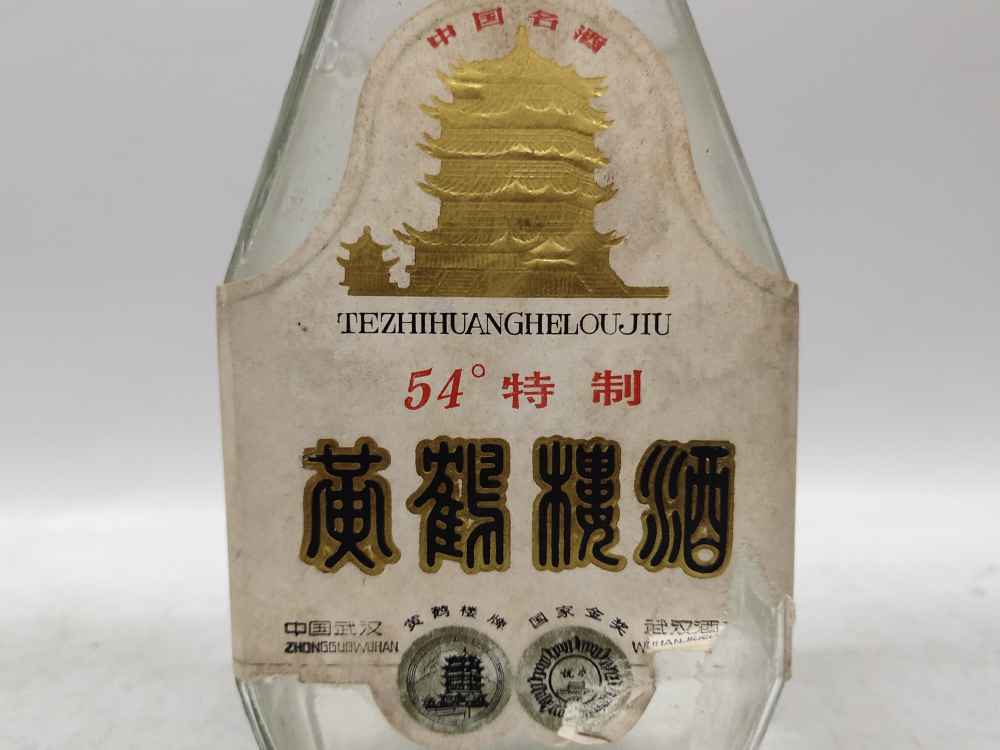 中国名酒
TEZHIHUANGHELOUJIU
54°特制
黄鹤楼酒
中国武汉 黄鹤楼牌 国家金奖 武汉酒
ZHONGGUOWUHAN